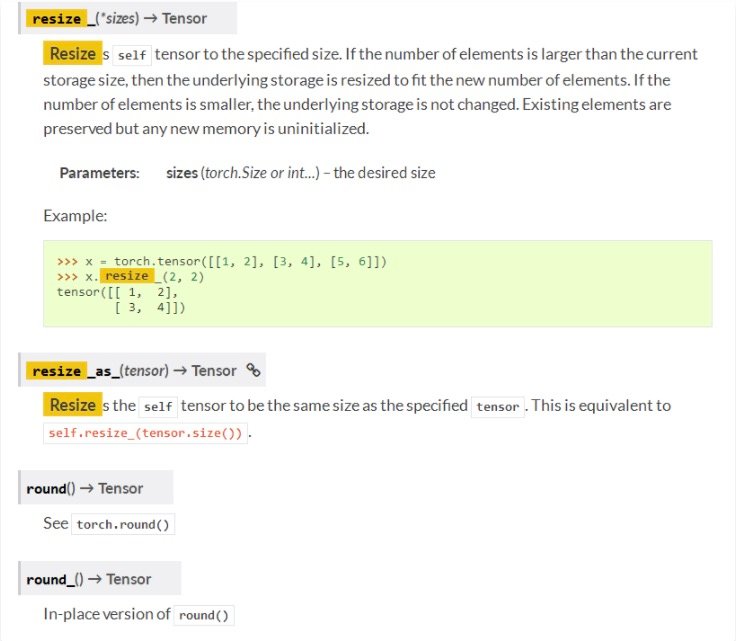 resize_(*sizes) → Tensor
Resizes self tensor to the specified size. If the number of elements is larger than the current
storage size, then the underlying storage is resized to fit the new number of elements. If the
number of elements is smaller, the underlying storage is not changed. Existing elements are
preserved but any new memory is uninitialized.
Parameters: sizes (torch.Size or int...) – the desired size
Example:
>>> x = torch.tensor([[1, 2], [3, 4], [5, 6]])
>>> x.resize_(2, 2)
tensor([[ 1,  2],
        [ 3,  4]])
resize_as_(tensor) → Tensor
Resizes the self tensor to be the same size as the specified tensor. This is equivalent to
self.resize_(tensor.size()).
round() → Tensor
See torch.round()
round_() → Tensor
In-place version of round()